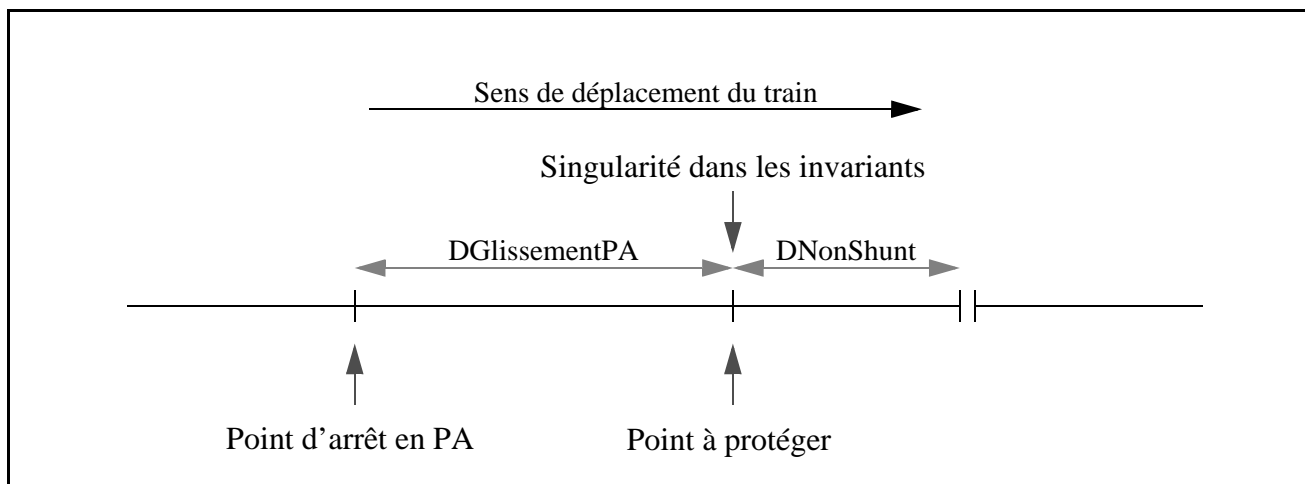 Sens de déplacement du train
Singularité dans les invariants
DGlissementPA
DNonShunt
Point d’arrêt en PA
Point à protéger